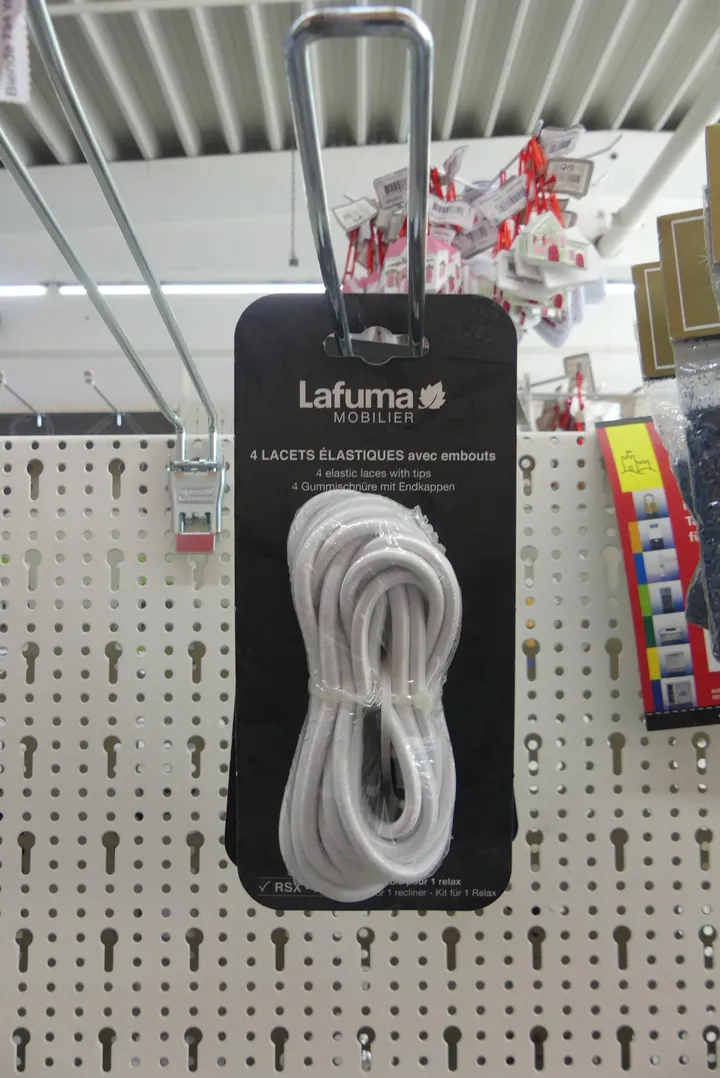 Lafuma
MOBILIER
4 LACETS ÉLASTIQUES avec embouts
4 elastic laces with tips
4 Gummischnüre mit Endkappen
✓ RSX
pour 1 relax
1 recliner - Kit für 1 Relax